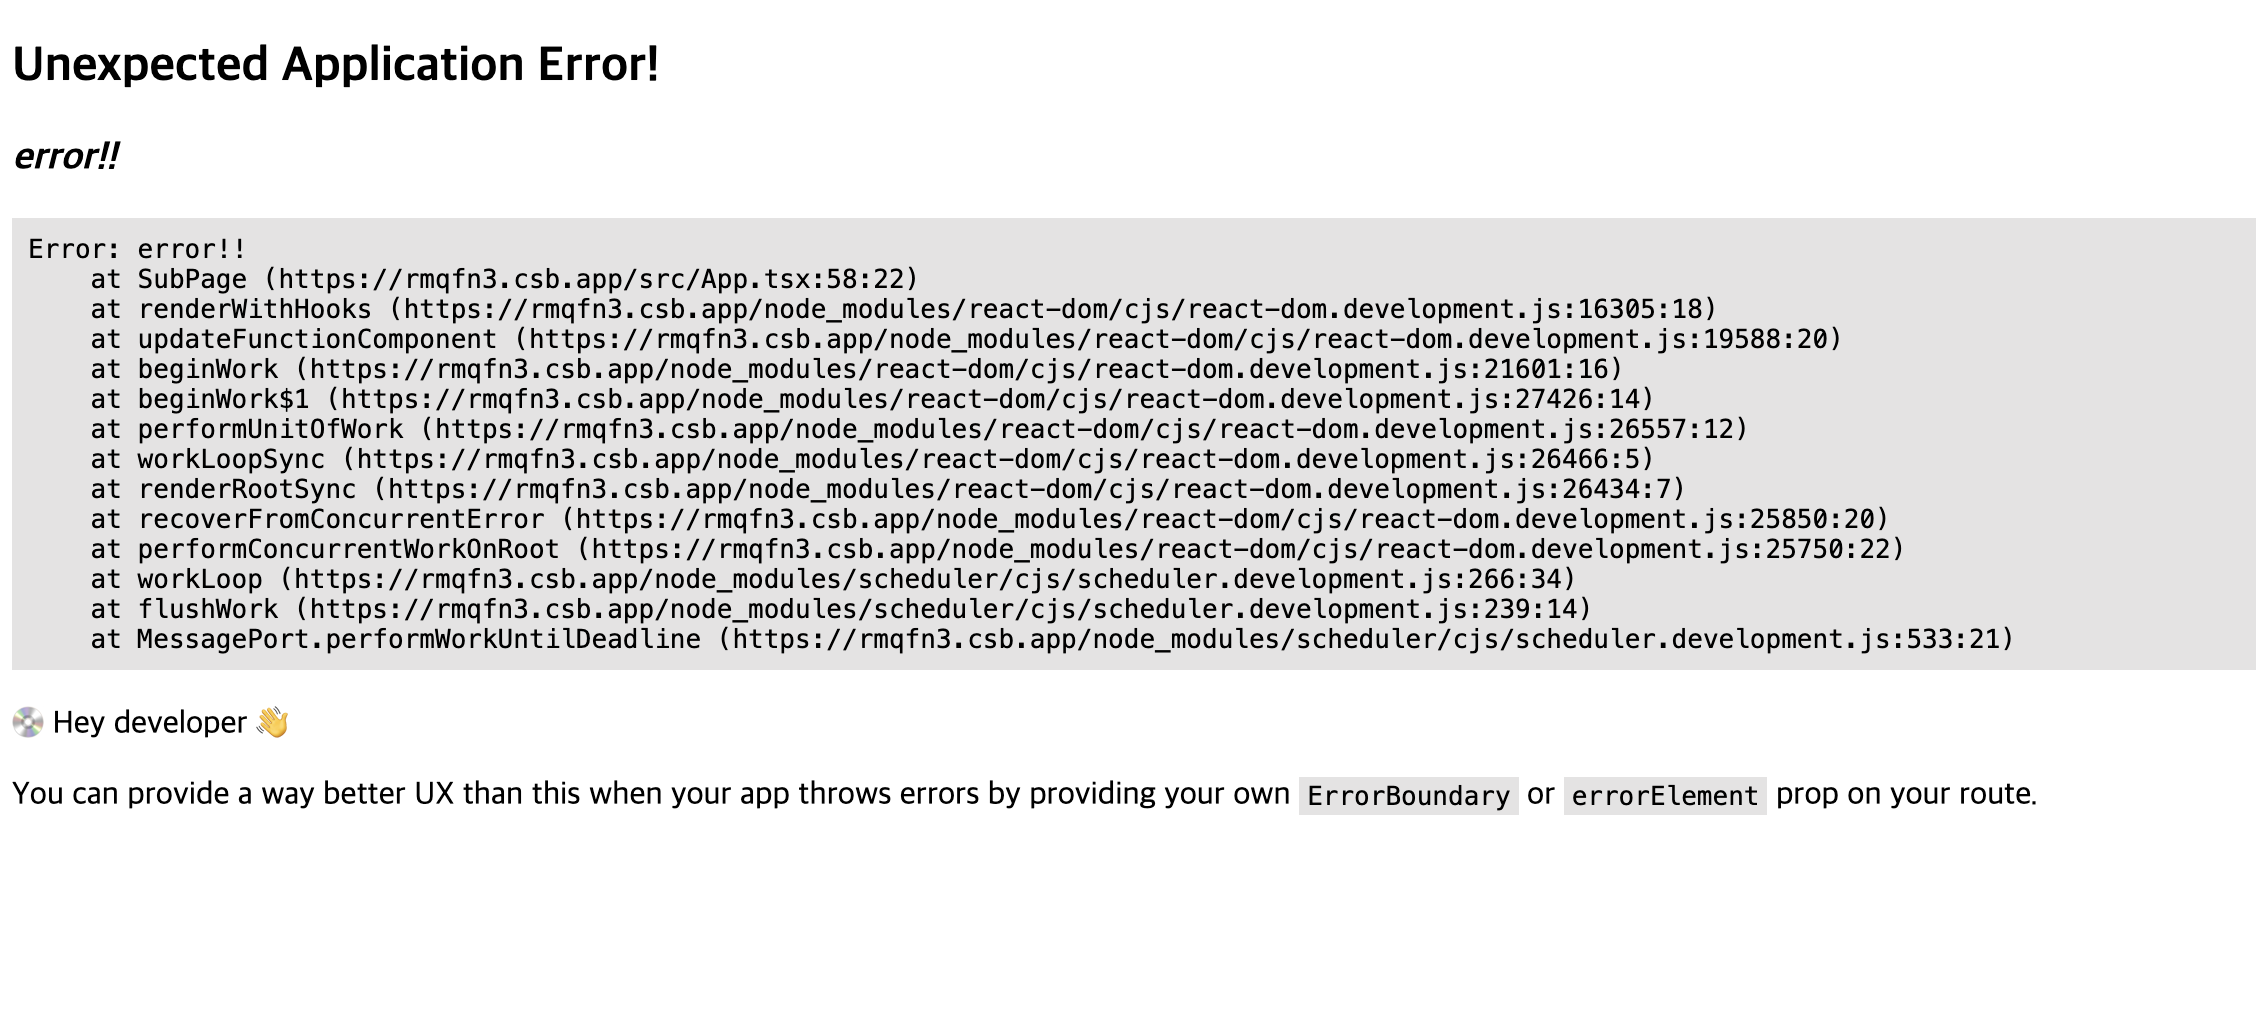 Unexpected Application Error!
error!!
Error: error!!
    at SubPage (https://rmqfn3.csb.app/src/App.tsx:58:22)
    at renderWithHooks (https://rmqfn3.csb.app/node_modules/react-dom/cjs/react-dom.development.js:16305:18)
    at updateFunctionComponent (https://rmqfn3.csb.app/node_modules/react-dom/cjs/react-dom.development.js:19588:20)
    at beginWork (https://rmqfn3.csb.app/node_modules/react-dom/cjs/react-dom.development.js:21601:16)
    at beginWork$1 (https://rmqfn3.csb.app/node_modules/react-dom/cjs/react-dom.development.js:27426:14)
    at performUnitOfWork (https://rmqfn3.csb.app/node_modules/react-dom/cjs/react-dom.development.js:26557:12)
    at workLoopSync (https://rmqfn3.csb.app/node_modules/react-dom/cjs/react-dom.development.js:26466:5)
    at renderRootSync (https://rmqfn3.csb.app/node_modules/react-dom/cjs/react-dom.development.js:26434:7)
    at recoverFromConcurrentError (https://rmqfn3.csb.app/node_modules/react-dom/cjs/react-dom.development.js:25850:20)
    at performConcurrentWorkOnRoot (https://rmqfn3.csb.app/node_modules/react-dom/cjs/react-dom.development.js:25750:22)
    at workLoop (https://rmqfn3.csb.app/node_modules/scheduler/cjs/scheduler.development.js:266:34)
    at flushWork (https://rmqfn3.csb.app/node_modules/scheduler/cjs/scheduler.development.js:239:14)
    at MessagePort.performWorkUntilDeadline (https://rmqfn3.csb.app/node_modules/scheduler/cjs/scheduler.development.js:533:21)
💿 Hey developer 👋
You can provide a way better UX than this when your app throws errors by providing your own ErrorBoundary or errorElement prop on your route.